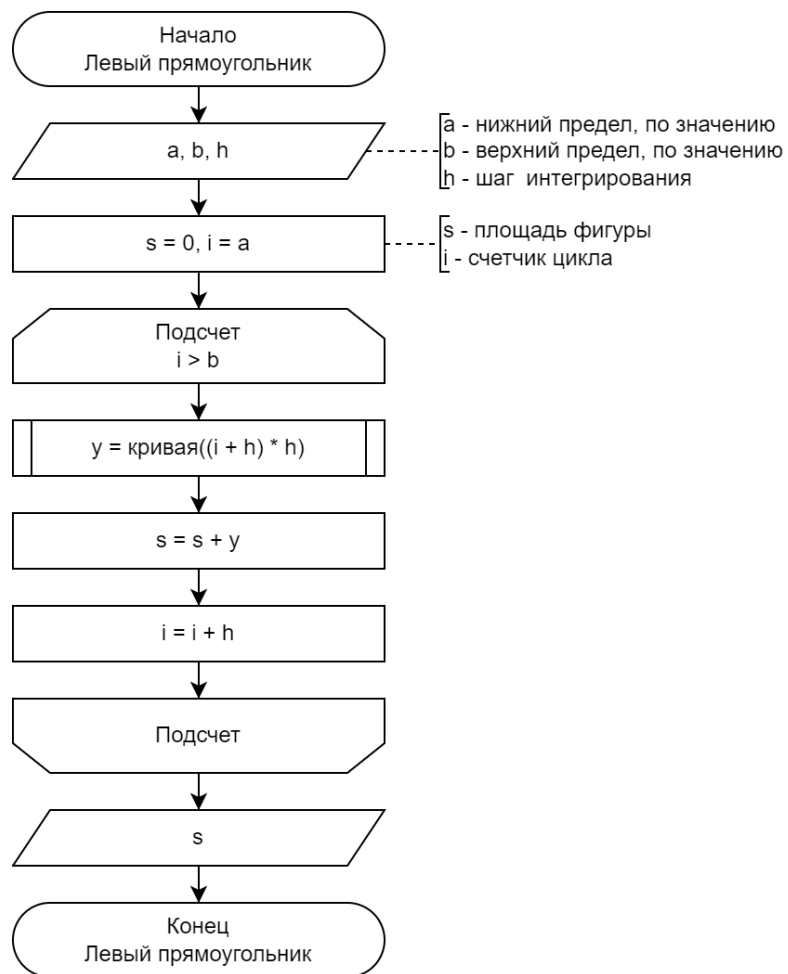 Начало
Левый прямоугольник
a, b, h
a - нижний предел, по значению
b - верхний предел, по значению
h - шаг интегрирования
s = 0, i = a
s - площадь фигуры
i - счетчик цикла
Подсчет
i > b
y = кривая((i + h) * h)
s = s + y
i = i + h
Подсчет
s
Конец
Левый прямоугольник